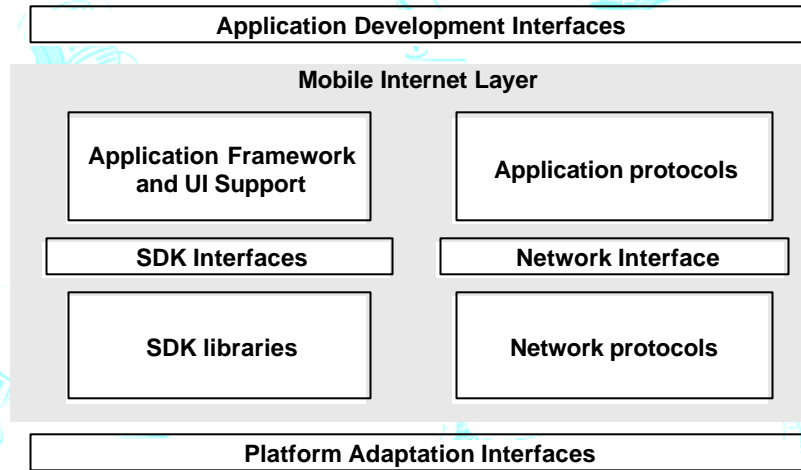 Application Development Interfaces
Mobile Internet Layer
Application Framework
and UI Support
Application protocols
SDK Interfaces
Network Interface
SDK libraries
Network protocols
Platform Adaptation Interfaces